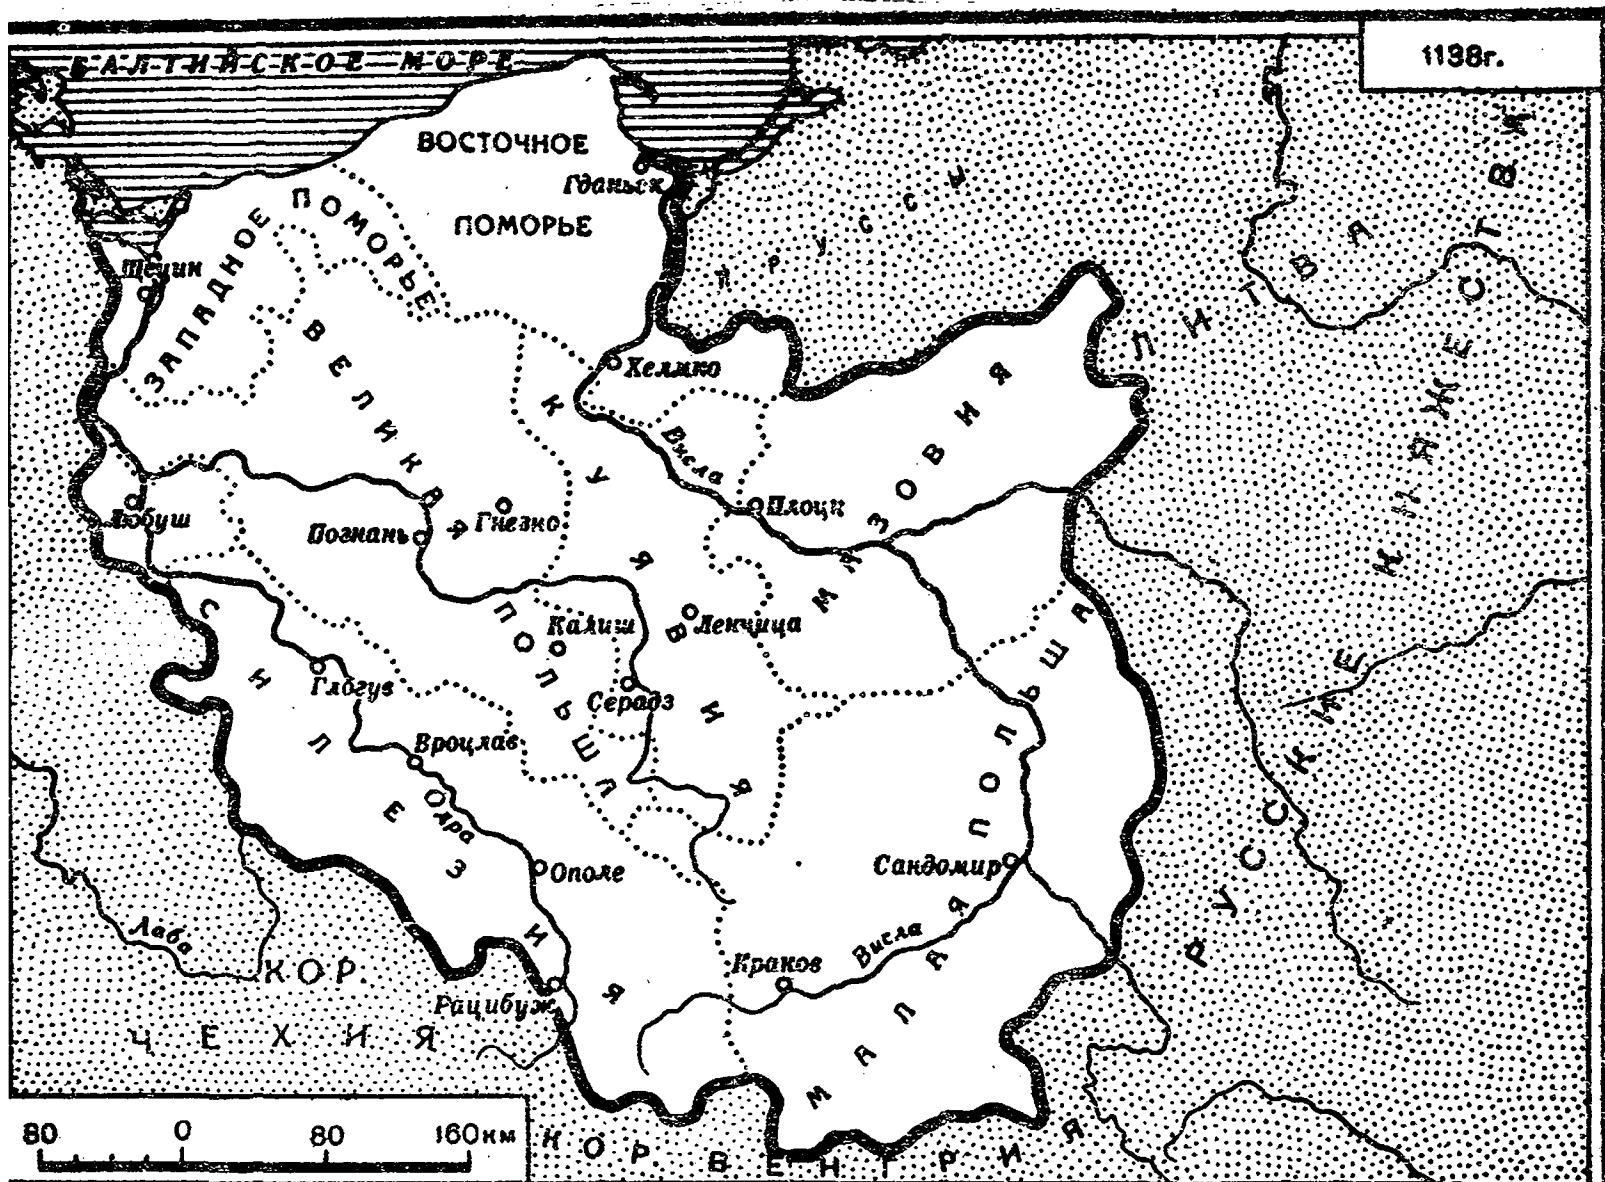 БАЛТИЙСКОЕ МОРЕ
1138г.
ВОСТОЧНОЕ
ПОМОРЬЕ
Гданьск
ЗАПАДНОЕ ПОМОРЬЕ
Щецин
ПРУССЫ
ЛИТВА
РУССКИЕ КНЯЖЕСТВА
Хелмно
ВЕЛИКАЯ ПОЛЬША
КУЯВИЯ
МАЗОВИЯ
Висла
Плоцк
Любуш
Познань
Гнезно
Калиш
Ленчица
Серадз
СИЛЕЗИЯ
Глогув
Вроцлав
Одра
Ополе
Рацибуж
МАЛАЯ ПОЛЬША
Сандомир
Висла
Краков
Лаба
КОР
ЧЕХИЯ
КОР ВЕНГРИЯ
80 0 80 160км